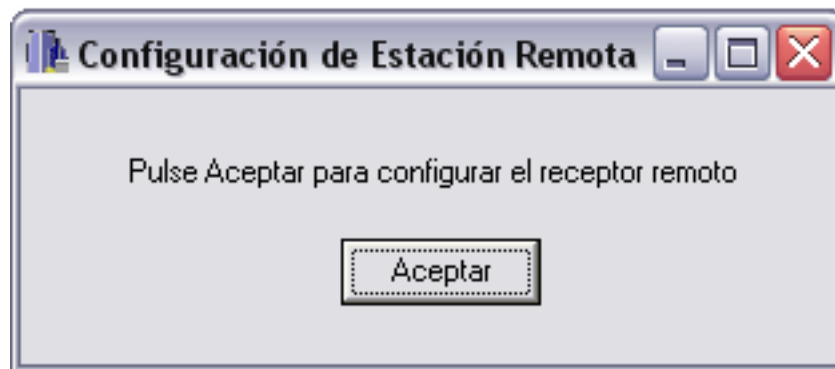 Configuración de Estación Remota
Pulse Aceptar para configurar el receptor remoto
Aceptar